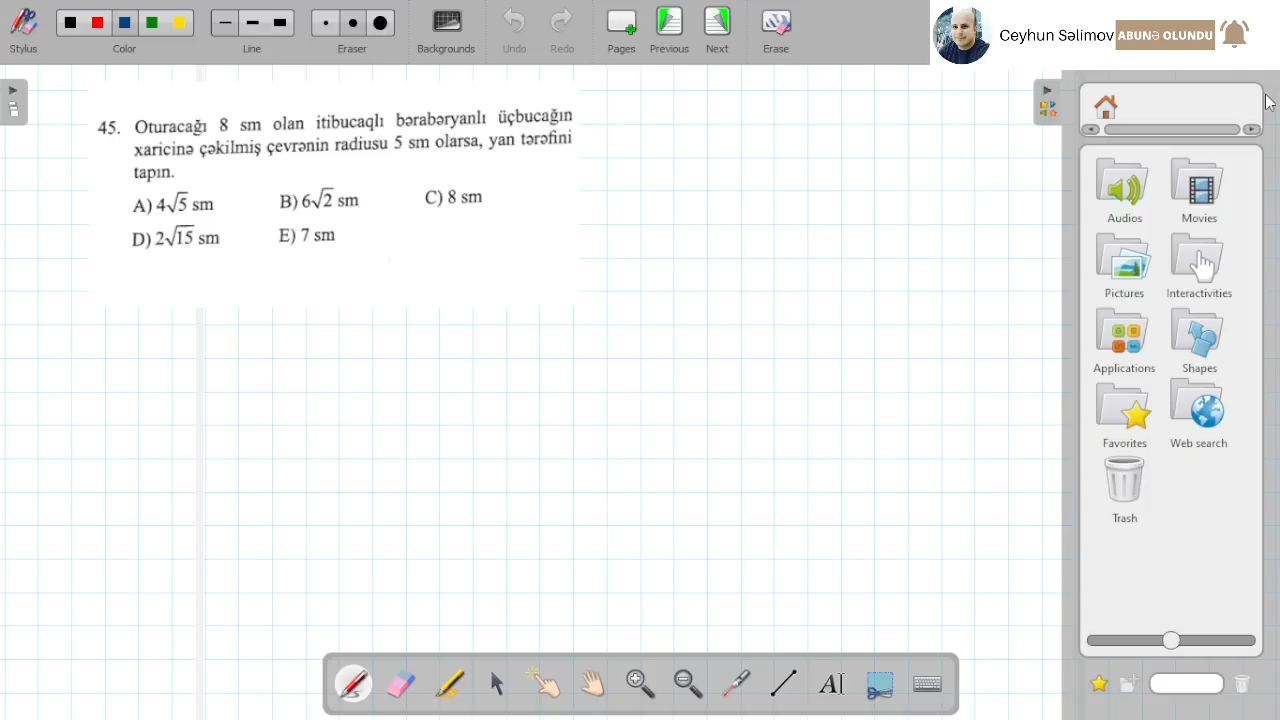 Stylus
Color
Line
Eraser
Backgrounds
Undo
Redo
Pages
Previous
Next
Erase
Ceyhun Səlimov
ABUNƏ OLUNDU
45. Oturacağı 8 sm olan itibucaqlı bərabəryanlı üçbucağın
xaricinə çəkilmiş çevrənin radiusu 5 sm olarsa, yan tərəfini
tapın.
A) 4√5 sm B) 6√2 sm C) 8 sm
D) 2√15 sm E) 7 sm
Audios
Movies
Pictures
Interactivities
Applications
Shapes
Favorites
Web search
Trash